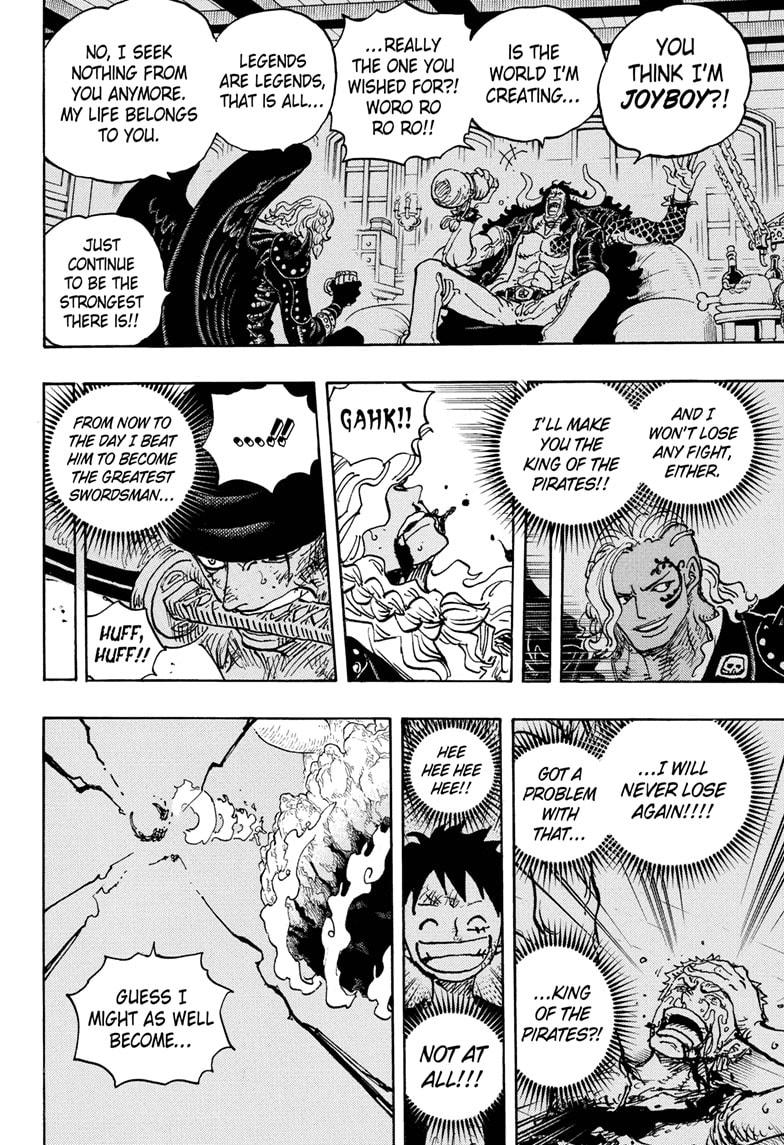 YOU
THINK I'M
JOYBOY?!
IS THE
WORLD I'M
CREATING...
...REALLY
THE ONE YOU
WISHED FOR?!
WORO RO
RO RO!!
LEGENDS
ARE LEGENDS,
THAT IS ALL...
NO, I SEEK
NOTHING FROM
YOU ANYMORE.
MY LIFE BELONGS
TO YOU.
JUST
CONTINUE
TO BE THE
STRONGEST
THERE IS!!
AND I
WON'T LOSE
ANY FIGHT,
EITHER.
I'LL MAKE
YOU THE
KING OF THE
PIRATES!!
GAHK!!
....!!
FROM NOW TO
THE DAY I BEAT
HIM TO BECOME
THE GREATEST
SWORDSMAN...
HUFF,
HUFF!!
...I WILL
NEVER LOSE
AGAIN!!!!
GOT A
PROBLEM
WITH
THAT...
...KING
OF THE
PIRATES?!
HEE
HEE HEE HEE
HEE!!
NOT AT
ALL!!!
GUESS I
MIGHT AS WELL
BECOME...